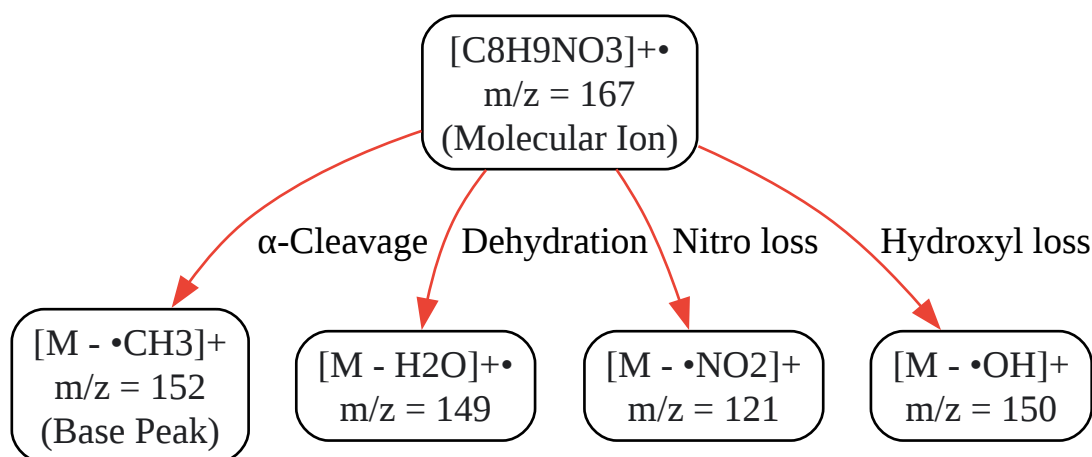 [C8H9NO3]+•
m/z = 167
(Molecular Ion)
α-Cleavage
Dehydration
Nitro loss
Hydroxyl loss
[M - •CH3]+
m/z = 152
(Base Peak)
[M - H2O]+•
m/z = 149
[M - •NO2]+
m/z = 121
[M - •OH]+
m/z = 150